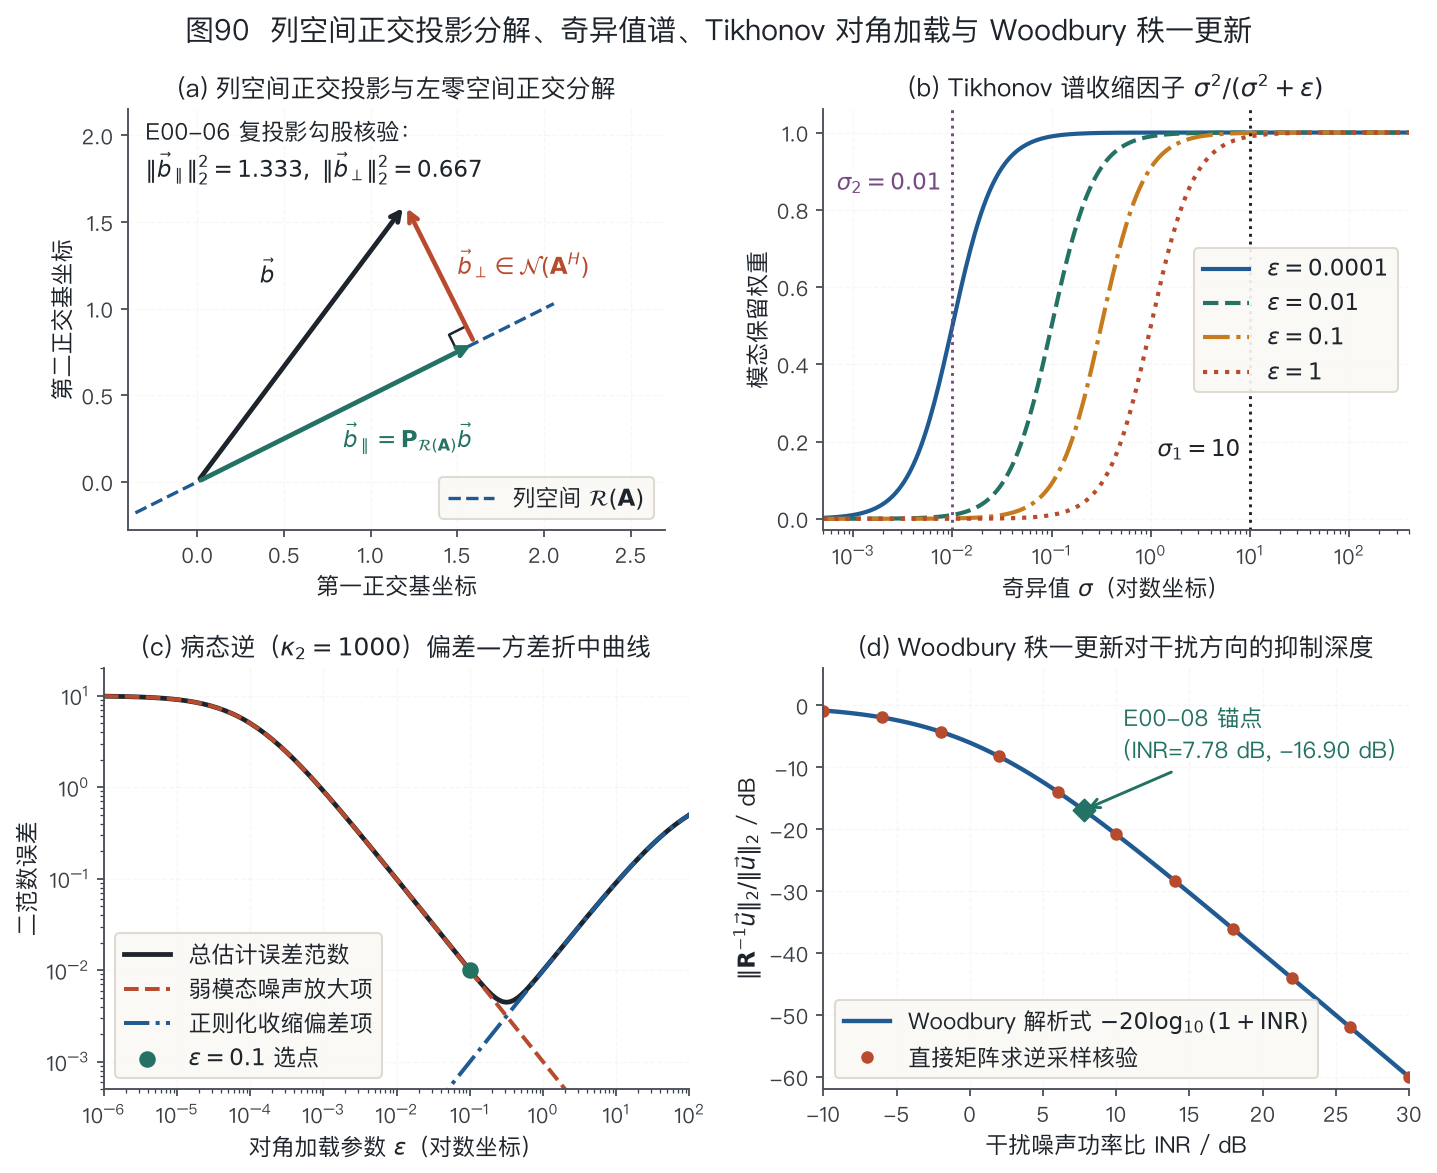 图90 列空间正交投影分解、奇异值谱、Tikhonov 对角加载与 Woodbury 秩一更新
(a) 列空间正交投影与左零空间正交分解
E00–06 复投影勾股核验：
‖b⃗∥‖₂² = 1.333, ‖b⃗⊥‖₂² = 0.667
b⃗
b⃗⊥ ∈ 𝒩(𝐀ᴴ)
b⃗∥ = 𝐏ℛ(𝐀)b⃗
列空间 ℛ(𝐀)
第二正交基坐标
2.0
1.5
1.0
0.5
0.0
0.0 0.5 1.0 1.5 2.0 2.5
第一正交基坐标
(b) Tikhonov 谱收缩因子 σ²/(σ² + ε)
σ₂ = 0.01
σ₁ = 10
ε = 0.0001
ε = 0.01
ε = 0.1
ε = 1
模态保留权重
1.0
0.8
0.6
0.4
0.2
0.0
10⁻³ 10⁻² 10⁻¹ 10⁰ 10¹ 10²
奇异值 σ（对数坐标）
(c) 病态逆（κ₂ = 1000）偏差—方差折中曲线
二范数误差
10¹
10⁰
10⁻¹
10⁻²
10⁻³
总估计误差范数
弱模态噪声放大项
正则化收缩偏差项
ε = 0.1 选点
10⁻⁶ 10⁻⁵ 10⁻⁴ 10⁻³ 10⁻² 10⁻¹ 10⁰ 10¹ 10²
对角加载参数 ε（对数坐标）
(d) Woodbury 秩一更新对干扰方向的抑制深度
E00–08 锚点
(INR=7.78 dB, −16.90 dB)
‖𝐑⁻¹u⃗‖₂/‖u⃗‖₂ / dB
0
−10
−20
−30
−40
−50
−60
Woodbury 解析式 −20log₁₀(1 + INR)
直接矩阵求逆采样核验
−10 −5 0 5 10 15 20 25 30
干扰噪声功率比 INR / dB